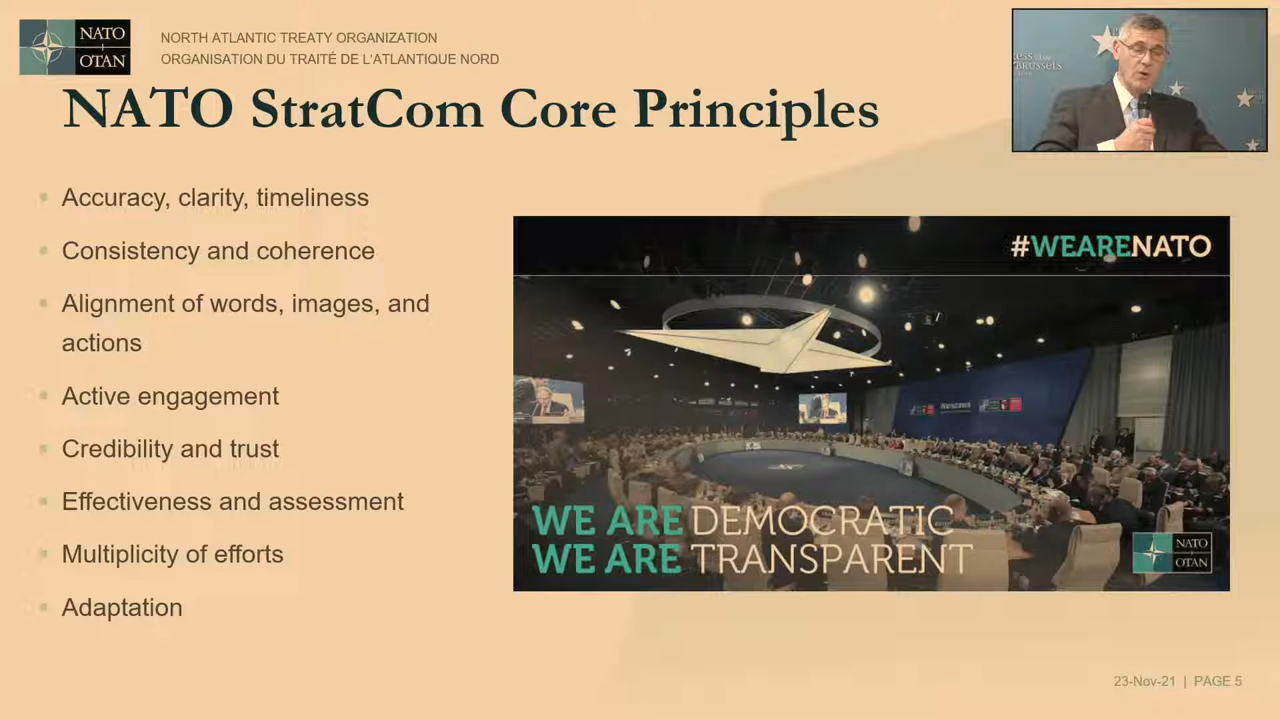 NATO
OTAN
NORTH ATLANTIC TREATY ORGANIZATION
ORGANISATION DU TRAITÉ DE L'ATLANTIQUE NORD
NATO StratCom Core Principles
Accuracy, clarity, timeliness
Consistency and coherence
Alignment of words, images, and
actions
Active engagement
Credibility and trust
Effectiveness and assessment
Multiplicity of efforts
Adaptation
#WEARENATO
WE ARE DEMOCRATIC
WE ARE TRANSPARENT
NATO
OTAN
23-Nov-21 | PAGE 5